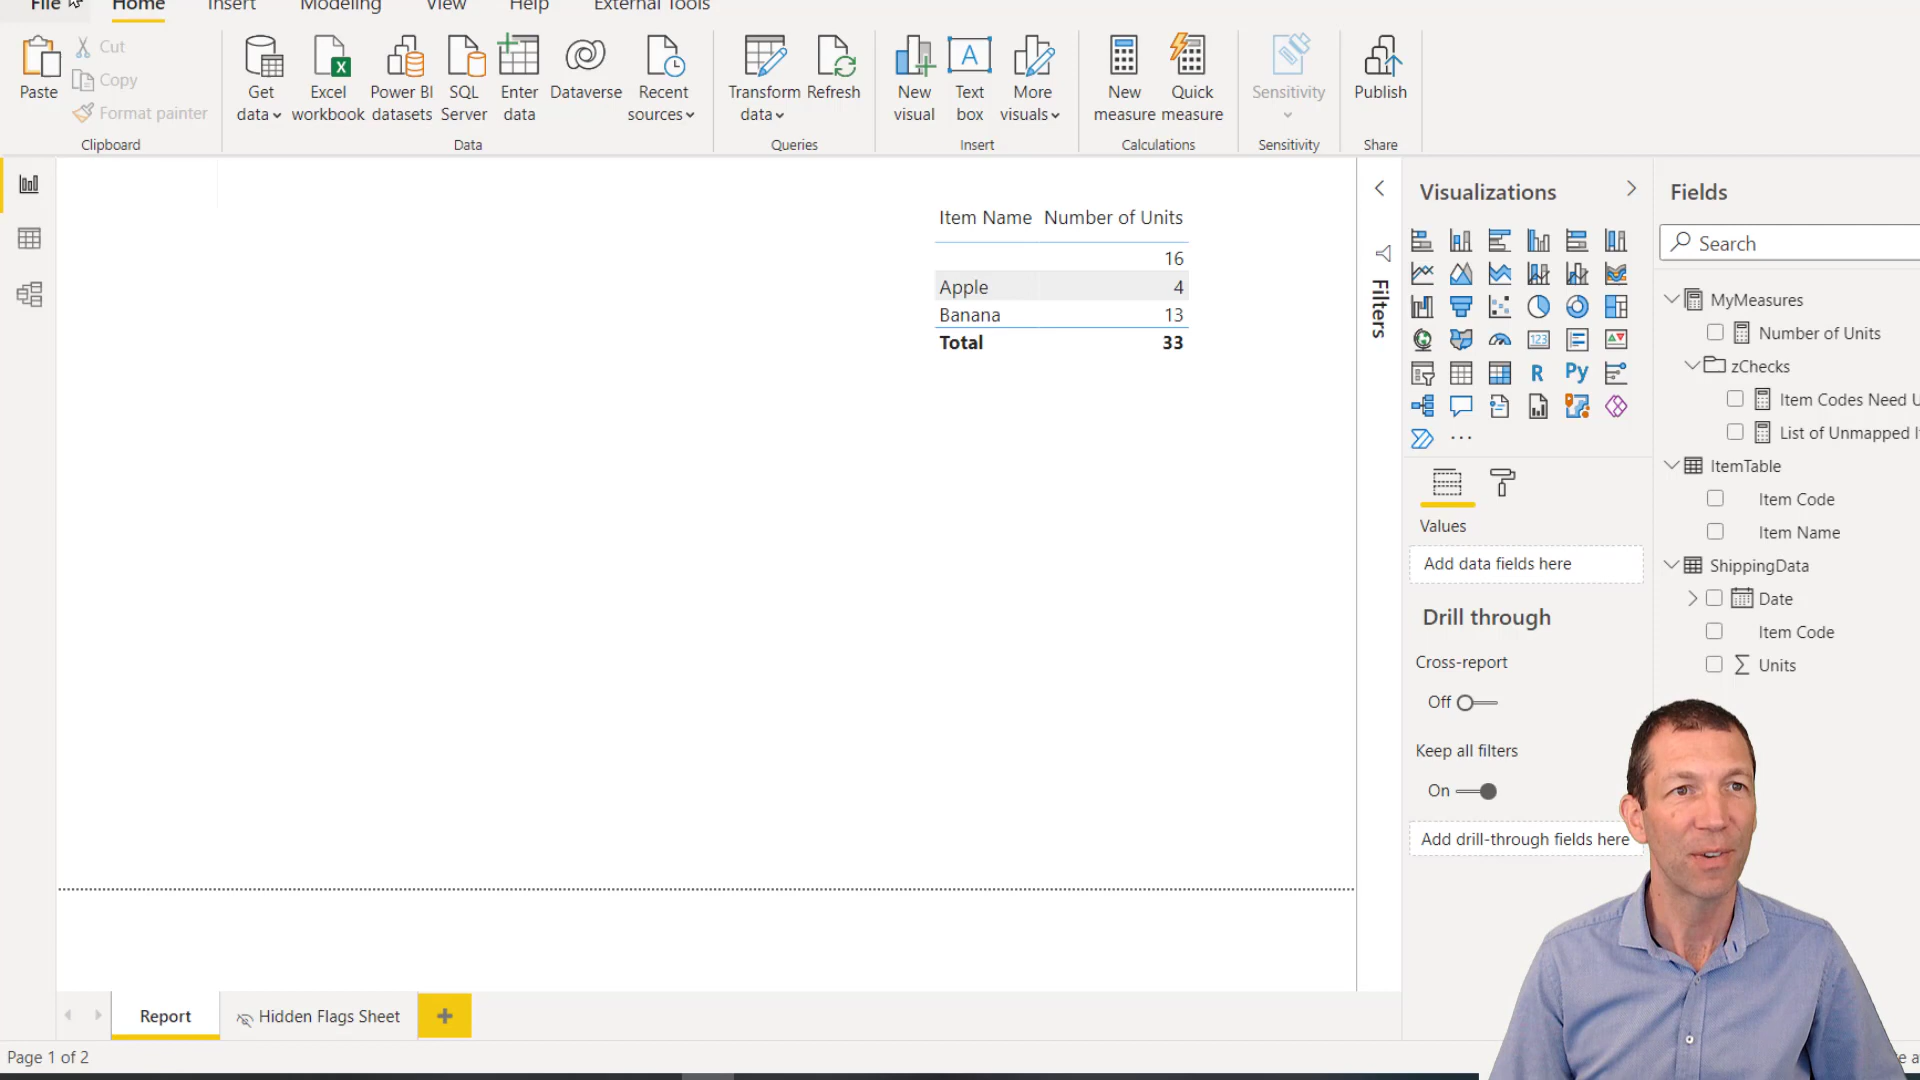 File Home Insert Modeling View Help External Tools
Paste
Cut
Copy
Format painter
Clipboard
Get data
Excel workbook
Power BI datasets
SQL Server
Enter data
Dataverse
Recent sources
Data
Transform data
Refresh
Queries
New visual
Text box
More visuals
Insert
New measure
Quick measure
Calculations
Sensitivity
Sensitivity
Publish
Share
Item Name Number of Units
16
Apple 4
Banana 13
Total 33
Filters
Visualizations
123
R
Py
Values
Add data fields here
Drill through
Cross-report
Off
Keep all filters
On
Add drill-through fields here
Fields
Search
MyMeasures
Number of Units
zChecks
Item Codes Need U
List of Unmapped I
ItemTable
Item Code
Item Name
ShippingData
Date
Item Code
Units
Report
Hidden Flags Sheet
Page 1 of 2